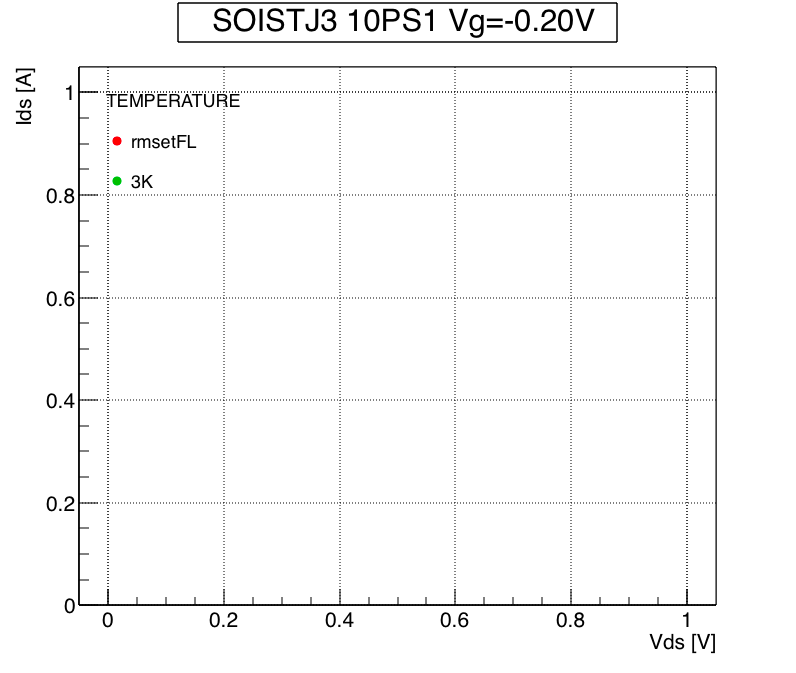 SOISTJ3 10PS1 Vg=-0.20V
Ids [A]
1
TEMPERATURE
rmsetFL
3K
0.8
0.6
0.4
0.2
0
0 0.2 0.4 0.6 0.8 1
Vds [V]